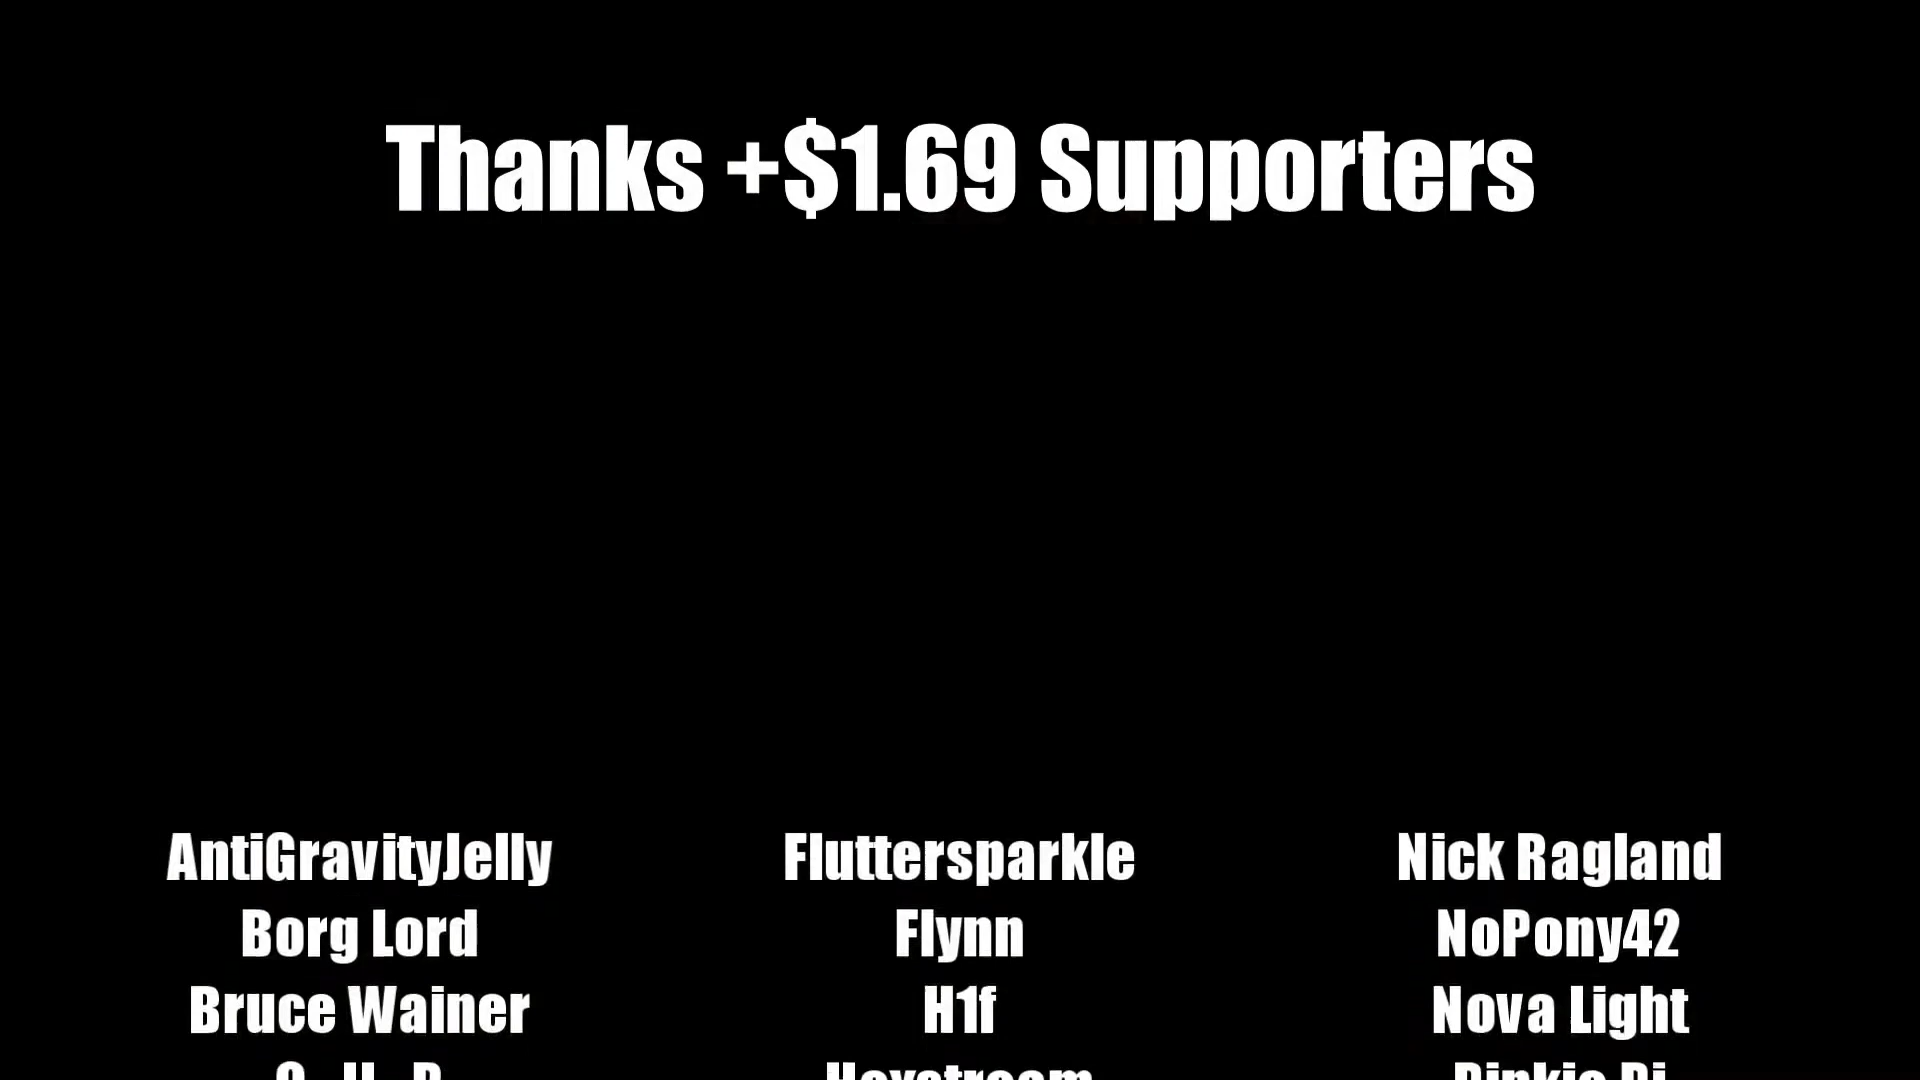 Thanks +$1.69 Supporters
AntiGravityJelly
Borg Lord
Bruce Wainer
Fluttersparkle
Flynn
H1f
Nick Ragland
NoPony42
Nova Light